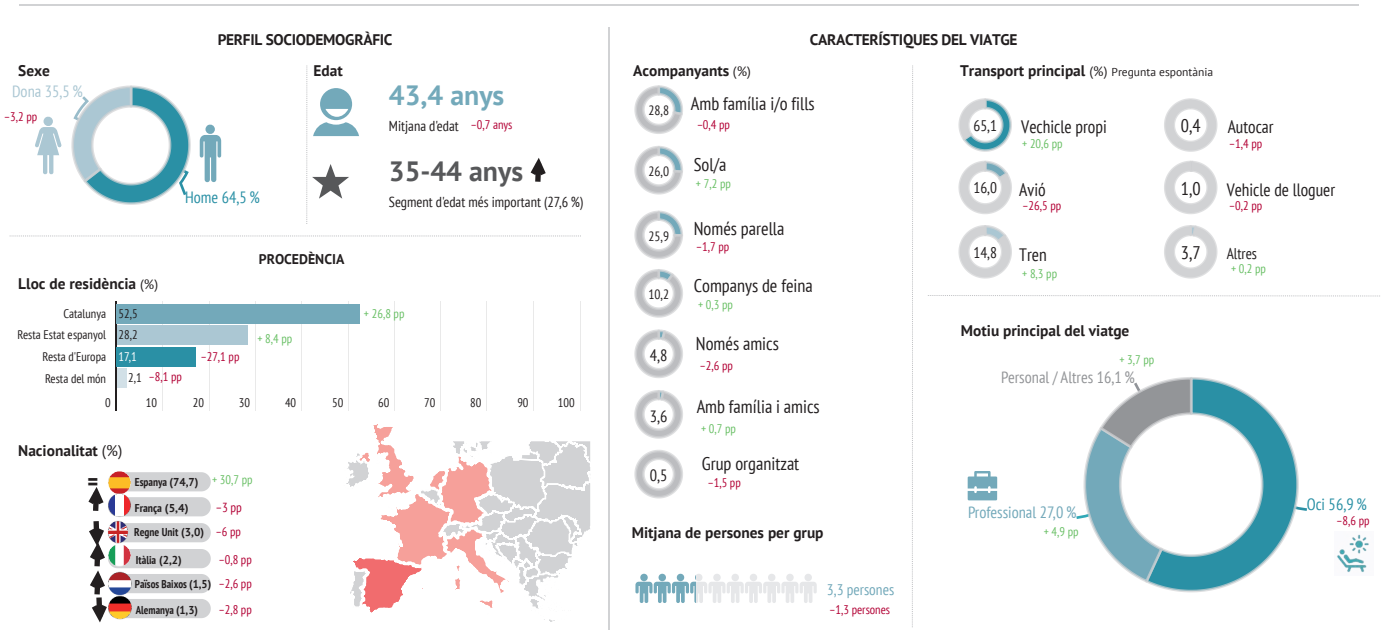 PERFIL SOCIODEMOGRÀFIC
Sexe
Dona 35,5 %
−3,2 pp
Home 64,5 %
Edat
43,4 anys
Mitjana d'edat −0,7 anys
35-44 anys
Segment d'edat més important (27,6 %)
PROCEDÈNCIA
Lloc de residència (%)
Catalunya 52,5 + 26,8 pp
Resta Estat espanyol 28,2 + 8,4 pp
Resta d'Europa 17,1 −27,1 pp
Resta del món 2,1 −8,1 pp
0 10 20 30 40 50 60 70 80 90 100
Nacionalitat (%)
= Espanya (74,7) + 30,7 pp
França (5,4) −3 pp
Regne Unit (3,0) −6 pp
Itàlia (2,2) −0,8 pp
Països Baixos (1,5) −2,6 pp
Alemanya (1,3) −2,8 pp
CARACTERÍSTIQUES DEL VIATGE
Acompanyants (%)
28,8 Amb família i/o fills
−0,4 pp
26,0 Sol/a
+ 7,2 pp
25,9 Només parella
−1,7 pp
10,2 Companys de feina
+ 0,3 pp
4,8 Només amics
−2,6 pp
3,6 Amb família i amics
+ 0,7 pp
0,5 Grup organitzat
−1,5 pp
Mitjana de persones per grup
3,3 persones
−1,3 persones
Transport principal (%) Pregunta espontània
65,1 Vechicle propi
+ 20,6 pp
16,0 Avió
−26,5 pp
14,8 Tren
+ 8,3 pp
0,4 Autocar
−1,4 pp
1,0 Vehicle de lloguer
−0,2 pp
3,7 Altres
+ 0,2 pp
Motiu principal del viatge
+ 3,7 pp
Personal / Altres 16,1 %
Professional 27,0 %
+ 4,9 pp
Oci 56,9 %
−8,6 pp